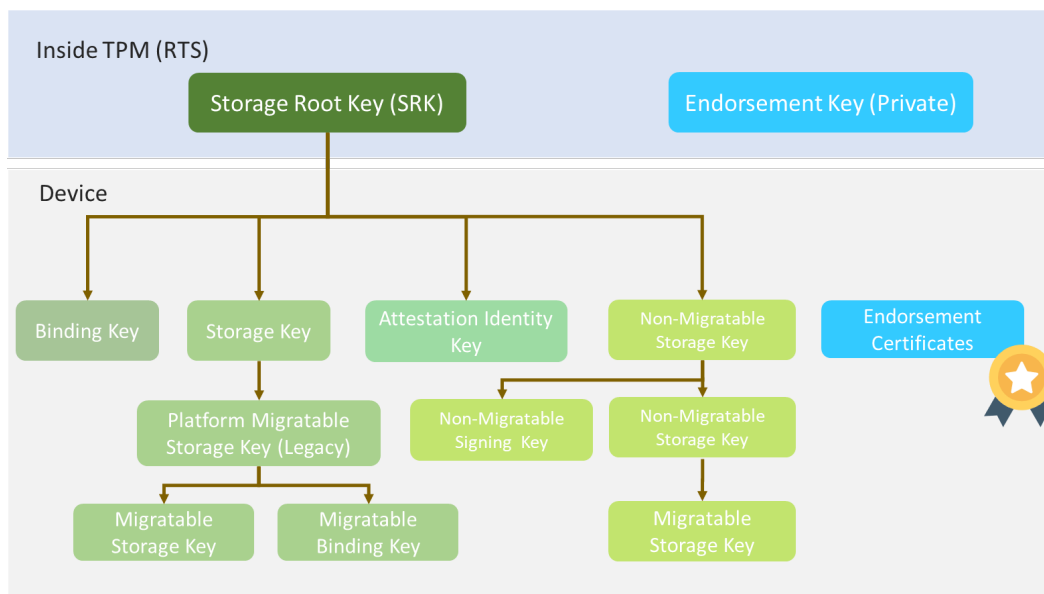 Inside TPM (RTS)
Storage Root Key (SRK)
Endorsement Key (Private)
Device
Binding Key
Storage Key
Attestation Identity
Key
Non-Migratable
Storage Key
Endorsement
Certificates
Platform Migratable
Storage Key (Legacy)
Non-Migratable
Signing Key
Non-Migratable
Storage Key
Migratable
Storage Key
Migratable
Binding Key
Migratable
Storage Key